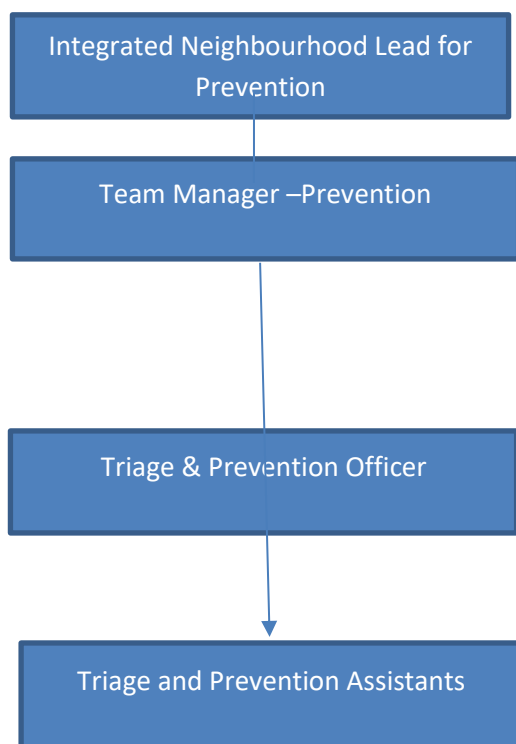 Integrated Neighbourhood Lead for
Prevention
Team Manager –Prevention
Triage & Prevention Officer
Triage and Prevention Assistants